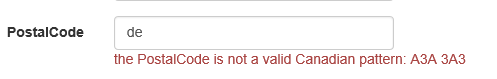 PostalCode de
the PostalCode is not a valid Canadian pattern: A3A 3A3